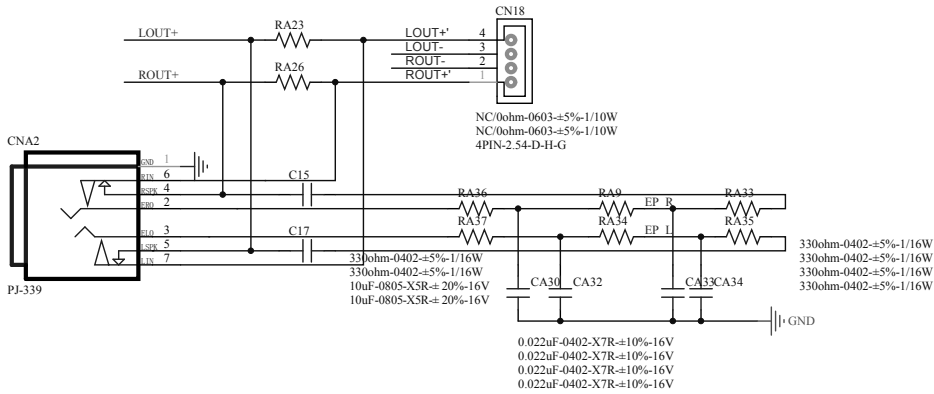 CN18
RA23
LOUT+
LOUT+'
4
LOUT-
3
ROUT-
2
RA26
ROUT+
ROUT+'
1
NC/0ohm-0603-±5%-1/10W
NC/0ohm-0603-±5%-1/10W
4PIN-2.54-D-H-G
CNA2
GND 1
RIN 6
RSPK 4
ERO 2
ELO 3
LSPK 5
LIN 7
PJ-339
C15
C17
RA36
RA9
RA33
EP_R
RA37
RA34
RA35
EP_L
330ohm-0402-±5%-1/16W
330ohm-0402-±5%-1/16W
10uF-0805-X5R-± 20%-16V
10uF-0805-X5R-± 20%-16V
330ohm-0402-±5%-1/16W
330ohm-0402-±5%-1/16W
330ohm-0402-±5%-1/16W
330ohm-0402-±5%-1/16W
CA30
CA32
CA33
CA34
GND
0.022uF-0402-X7R-±10%-16V
0.022uF-0402-X7R-±10%-16V
0.022uF-0402-X7R-±10%-16V
0.022uF-0402-X7R-±10%-16V